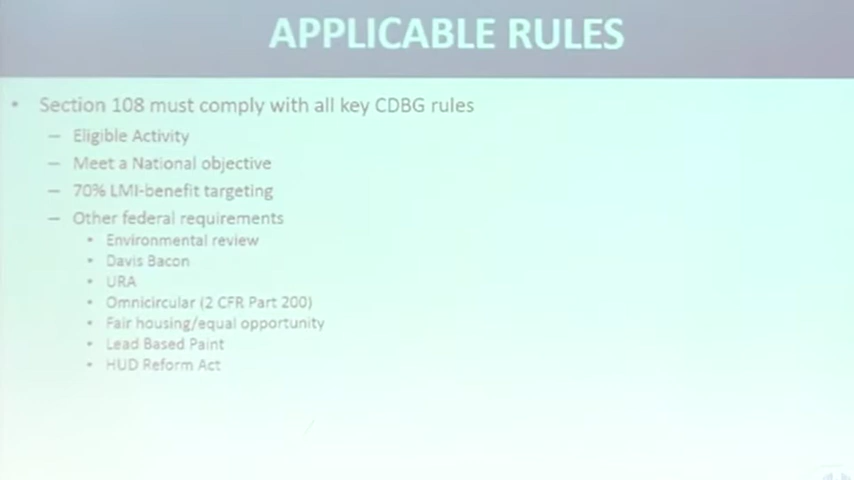 APPLICABLE RULES
• Section 108 must comply with all key CDBG rules
– Eligible Activity
– Meet a National objective
– 70% LMI-benefit targeting
– Other federal requirements
• Environmental review
• Davis Bacon
• URA
• Omnicircular (2 CFR Part 200)
• Fair housing/equal opportunity
• Lead Based Paint
• HUD Reform Act